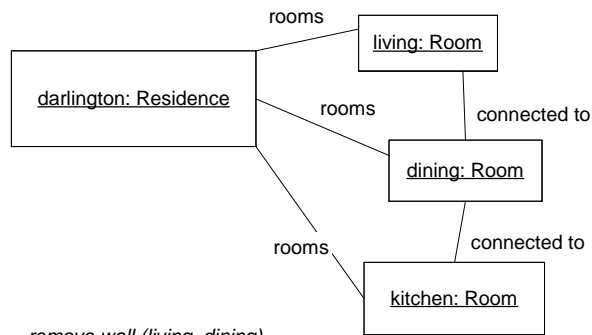 rooms
living: Room
darlington: Residence
rooms
connected to
dining: Room
rooms
connected to
kitchen: Room
remove wall (living, dining)